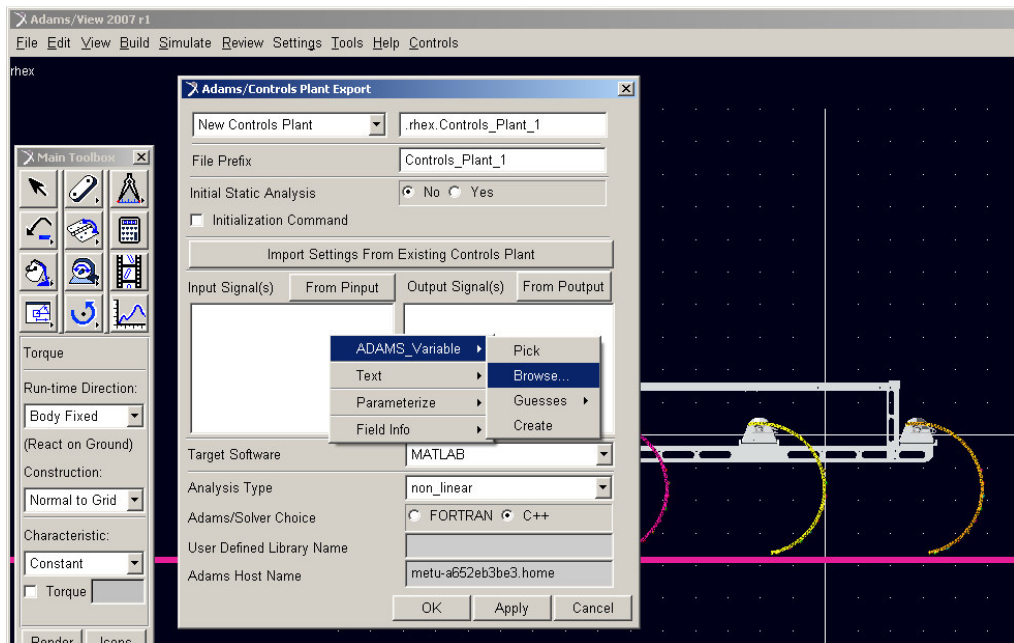 Adams/View 2007 r1
File Edit View Build Simulate Review Settings Tools Help Controls
rhex
Adams/Controls Plant Export
New Controls Plant .rhex.Controls_Plant_1
File Prefix Controls_Plant_1
Initial Static Analysis No Yes
Initialization Command
Import Settings From Existing Controls Plant
Input Signal(s) From Pinput Output Signal(s) From Poutput
ADAMS_Variable Pick
Text Browse...
Parameterize Guesses
Field Info Create
Target Software MATLAB
Analysis Type non_linear
Adams/Solver Choice FORTRAN C++
User Defined Library Name
Adams Host Name metu-a652eb3be3.home
OK Apply Cancel
Main Toolbox
Torque
Run-time Direction:
Body Fixed
(React on Ground)
Construction:
Normal to Grid
Characteristic:
Constant
Torque
Render Icons